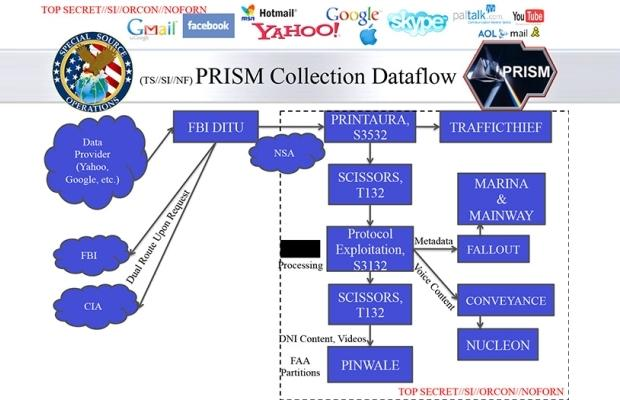 TOP SECRET//SI//ORCON//NOFORN
Gmail
facebook
msn Hotmail
YAHOO!
Google
skype
paltalk.com
YouTube
AOL mail
SPECIAL SOURCE
OPERATIONS
(TS//SI//NF) PRISM Collection Dataflow
PRISM
Data
Provider
(Yahoo,
Google, etc.)
FBI DITU
NSA
PRINTAURA,
S3532
TRAFFICTHIEF
SCISSORS,
T132
MARINA
&
MAINWAY
Dual Route Upon Request
FBI
CIA
Processing
Protocol
Exploitation,
S3132
Metadata
FALLOUT
Voice Content
CONVEYANCE
NUCLEON
SCISSORS,
T132
DNI Content, Videos
FAA
Partitions
PINWALE
TOP SECRET//SI//ORCON//NOFORN